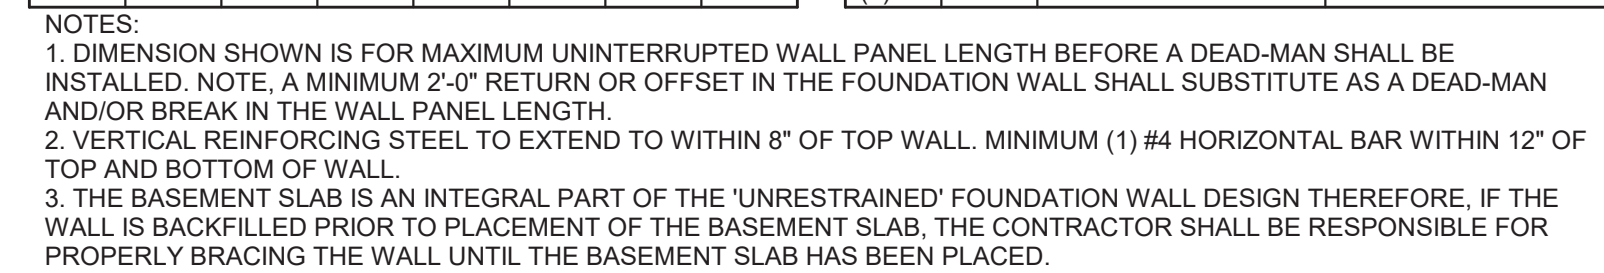 NOTES:
1. DIMENSION SHOWN IS FOR MAXIMUM UNINTERRUPTED WALL PANEL LENGTH BEFORE A DEAD-MAN SHALL BE
INSTALLED. NOTE, A MINIMUM 2'-0" RETURN OR OFFSET IN THE FOUNDATION WALL SHALL SUBSTITUTE AS A DEAD-MAN
AND/OR BREAK IN THE WALL PANEL LENGTH.
2. VERTICAL REINFORCING STEEL TO EXTEND TO WITHIN 8" OF TOP WALL. MINIMUM (1) #4 HORIZONTAL BAR WITHIN 12" OF
TOP AND BOTTOM OF WALL.
3. THE BASEMENT SLAB IS AN INTEGRAL PART OF THE 'UNRESTRAINED' FOUNDATION WALL DESIGN THEREFORE, IF THE
WALL IS BACKFILLED PRIOR TO PLACEMENT OF THE BASEMENT SLAB, THE CONTRACTOR SHALL BE RESPONSIBLE FOR
PROPERLY BRACING THE WALL UNTIL THE BASEMENT SLAB HAS BEEN PLACED.